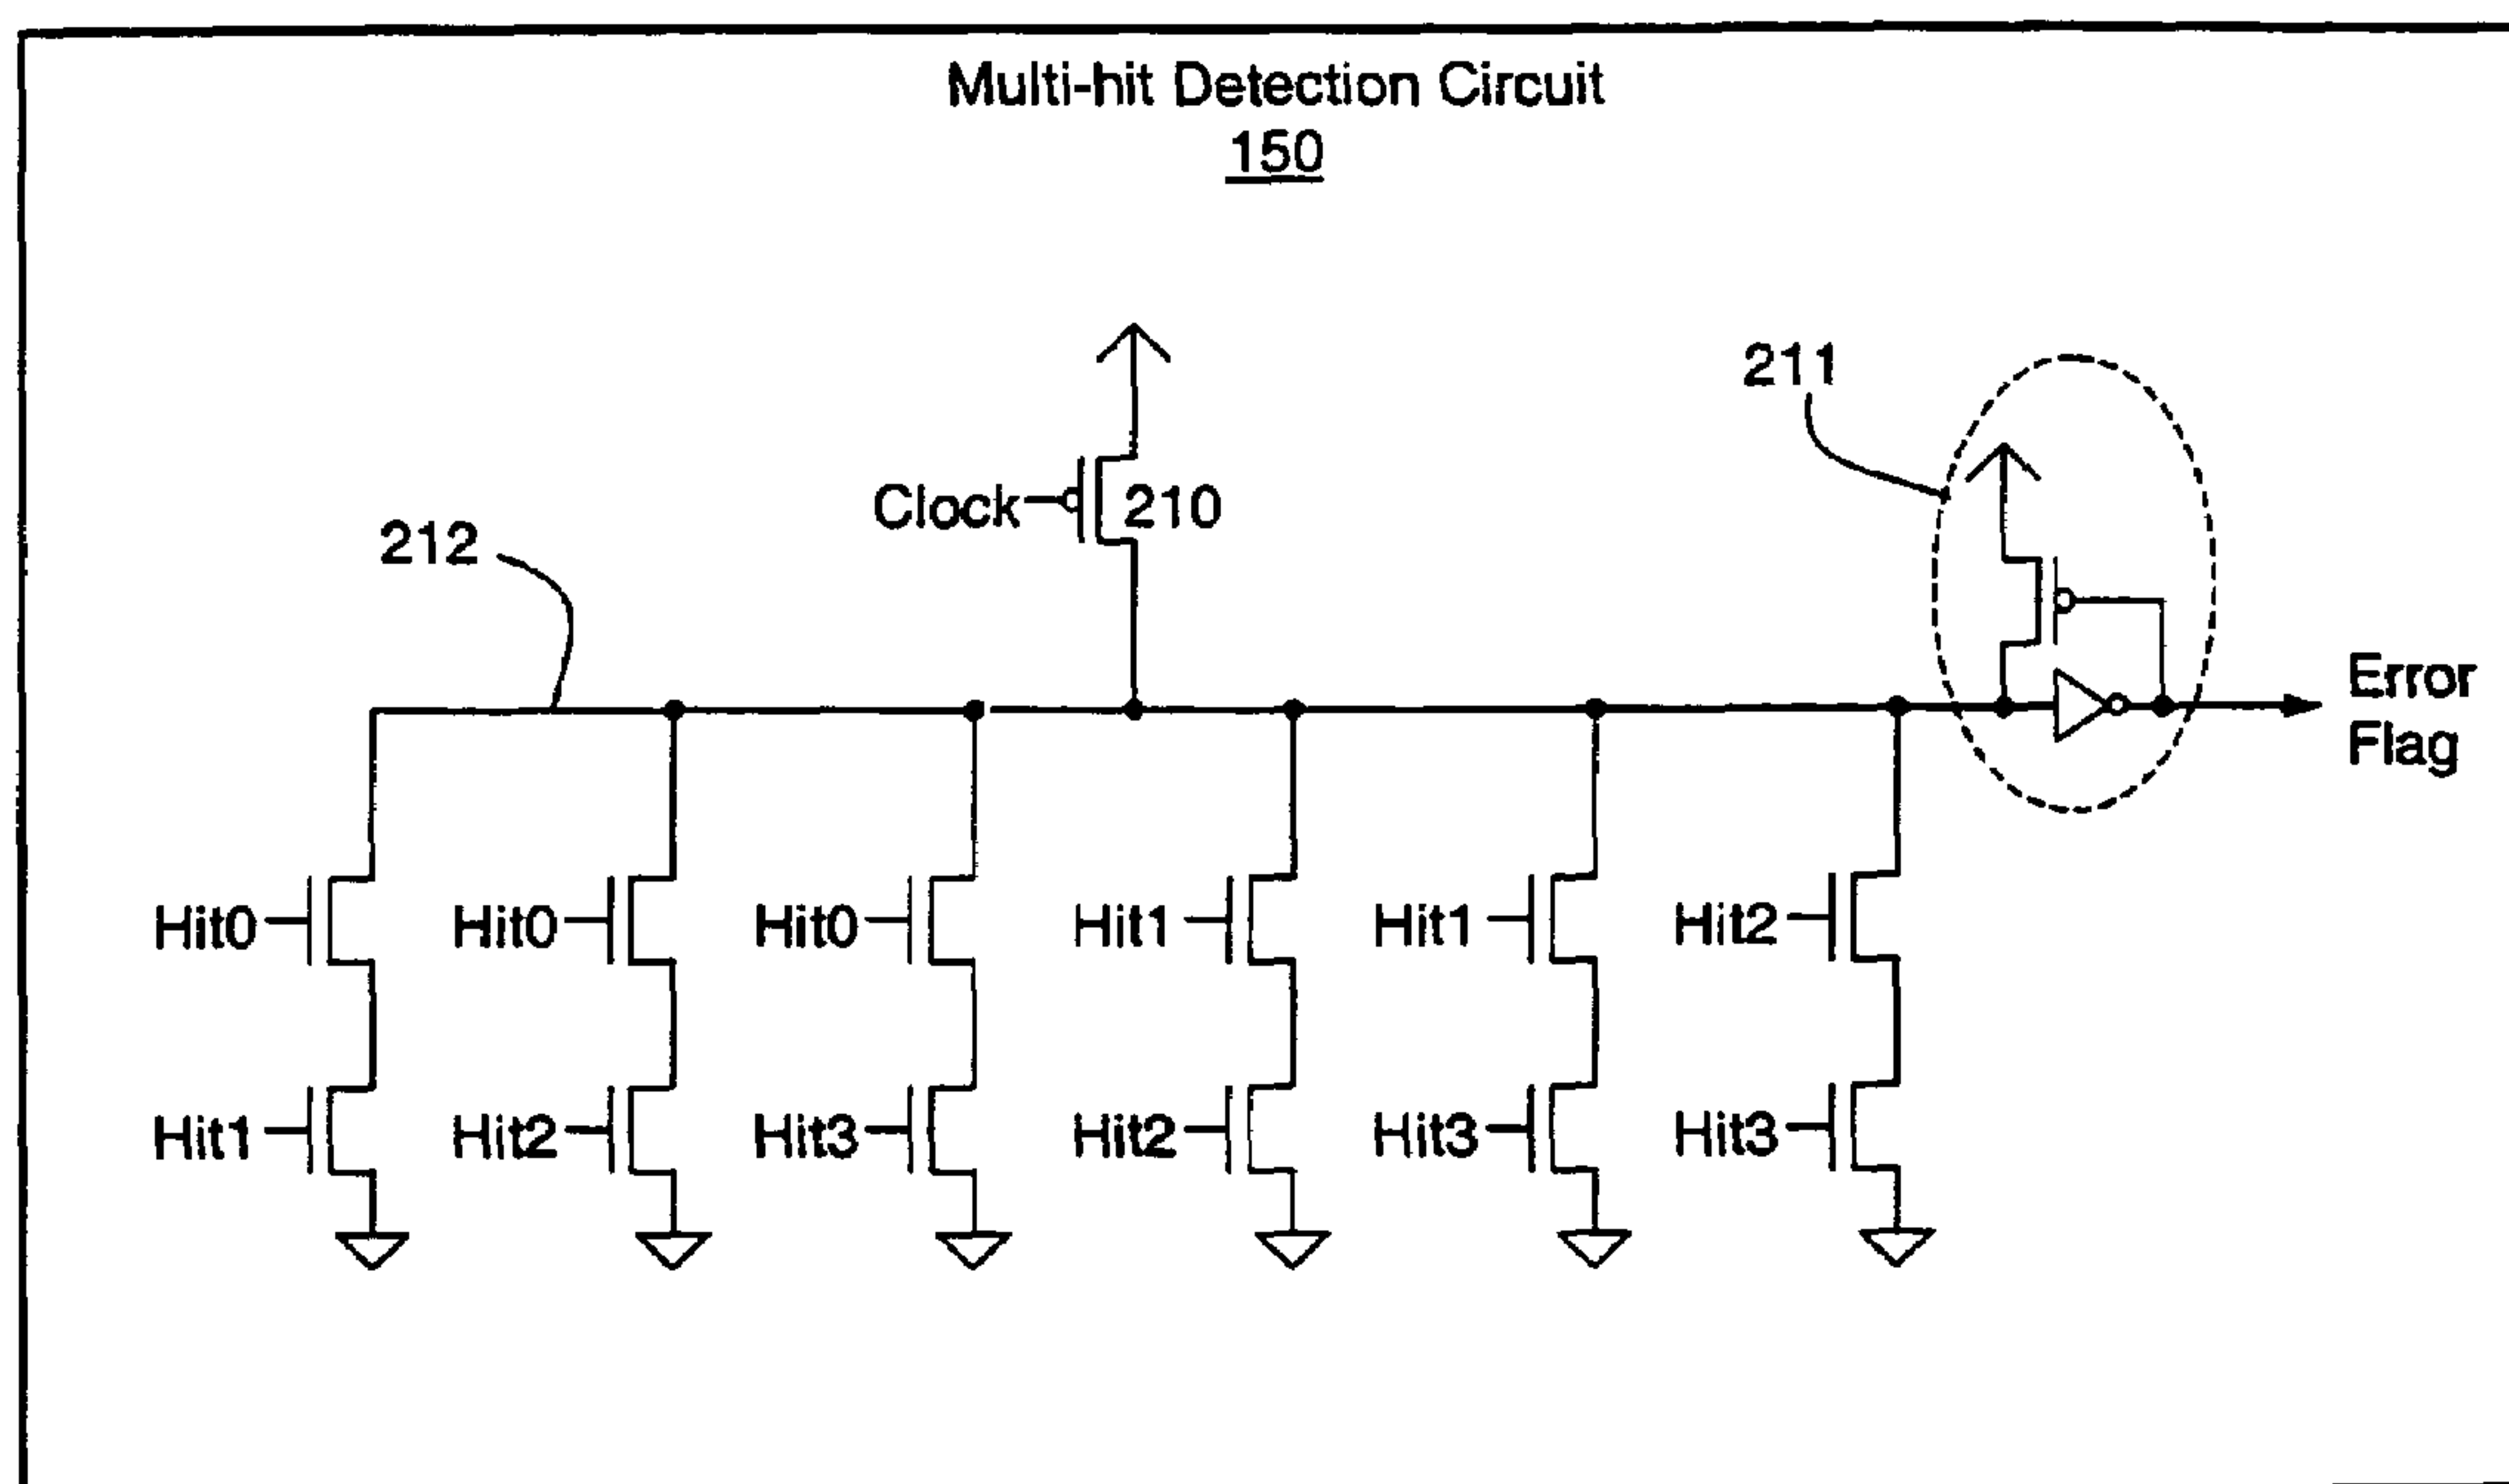 Multi-hit Detection Circuit
150
211
Clock
210
212
Error
Flag
Hit0
Hit0
Hit0
Hit1
Hit1
Hit2
Hit1
Hit2
Hit3
Hit2
Hit3
Hit3